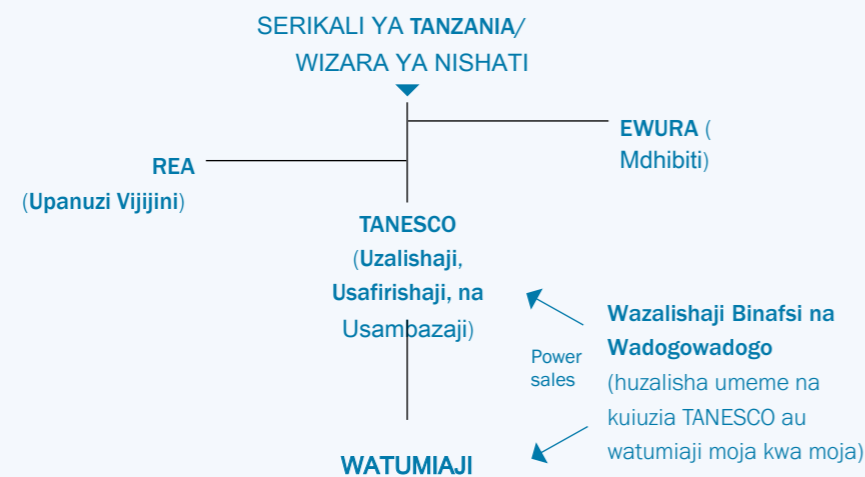 SERIKALI YA TANZANIA/
WIZARA YA NISHATI
EWURA (
Mdhibiti)
REA
(Upanuzi Vijijini)
TANESCO
(Uzalishaji,
Usafirishaji, na
Usambazaji)
Power
sales
Wazalishaji Binafsi na
Wadogowadogo
(huzalisha umeme na
kuiuzia TANESCO au
watumiaji moja kwa moja)
WATUMIAJI